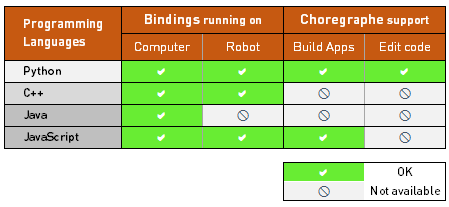 Programming Languages
Bindings running on
Choregraphe support
Computer
Robot
Build Apps
Edit code
Python
C++
Java
JavaScript
OK
Not available